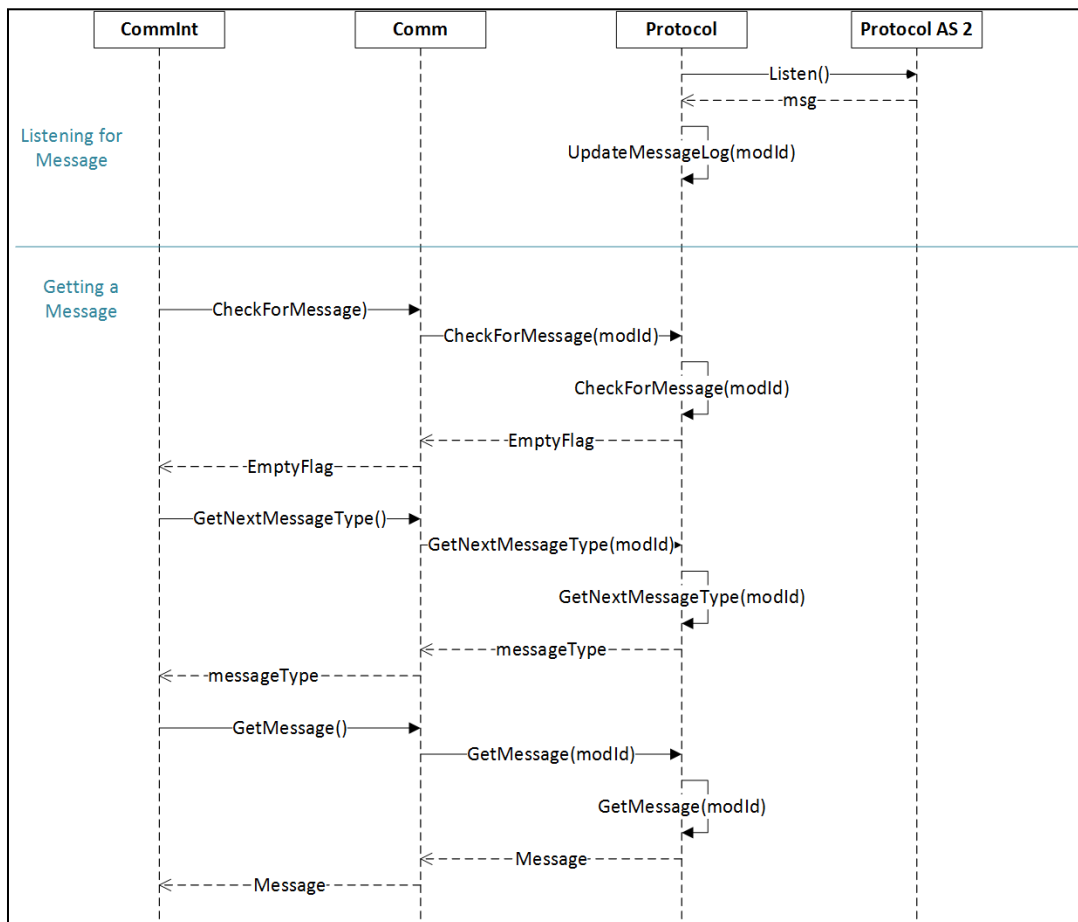 CommInt
Comm
Protocol
Protocol AS 2
Listen()
msg
Listening for
Message
UpdateMessageLog(modId)
Getting a
Message
CheckForMessage)
CheckForMessage(modId)
CheckForMessage(modId)
EmptyFlag
EmptyFlag
GetNextMessageType()
GetNextMessageType(modId)
GetNextMessageType(modId)
messageType
messageType
GetMessage()
GetMessage(modId)
GetMessage(modId)
Message
Message